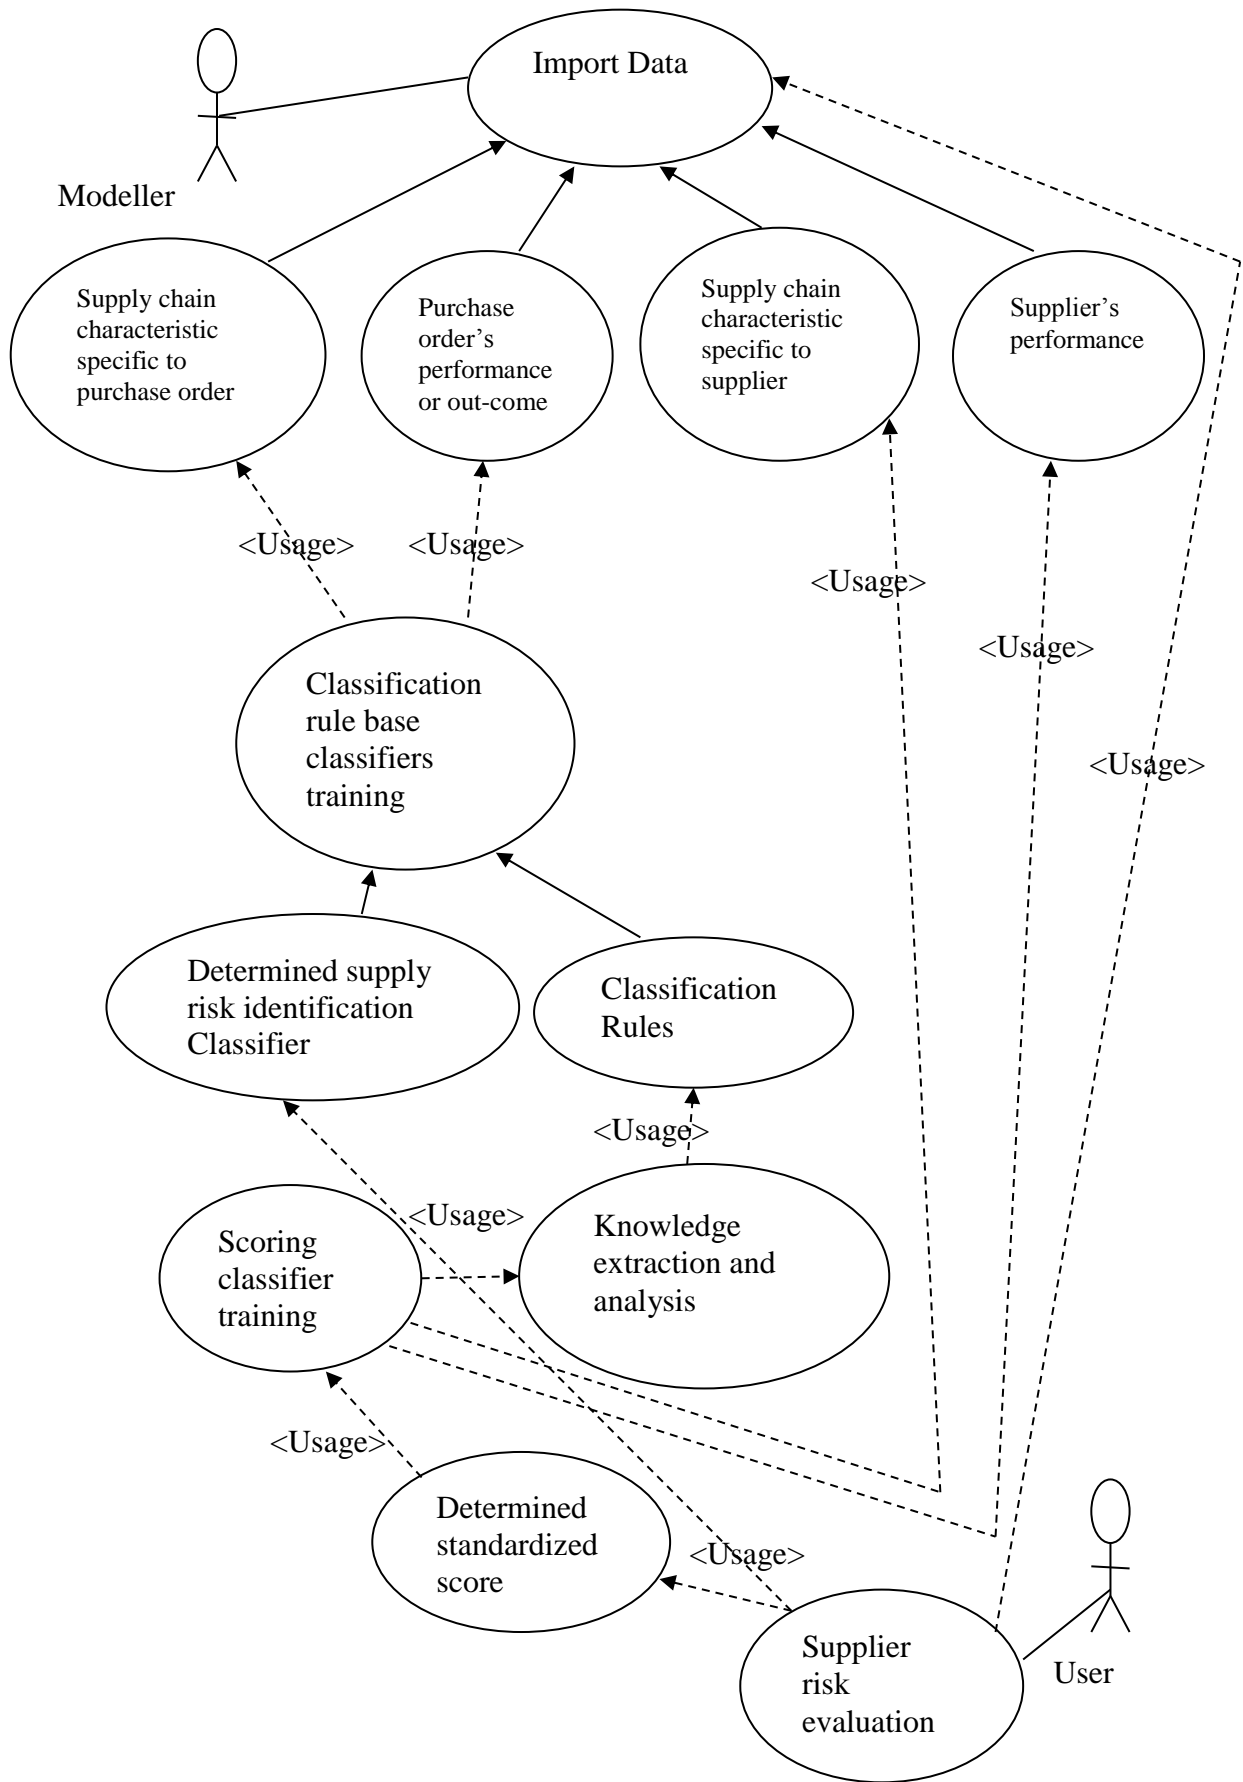 Import Data
Modeller
Supply chain
characteristic
specific to
purchase order
Purchase
order’s
performance
or out-come
Supply chain
characteristic
specific to
supplier
Supplier’s
performance
<Usage>
<Usage>
<Usage>
<Usage>
<Usage>
Classification
rule base
classifiers
training
Determined supply
risk identification
Classifier
Classification
Rules
<Usage>
<Usage>
Scoring
classifier
training
Knowledge
extraction and
analysis
<Usage>
Determined
standardized
score
<Usage>
Supplier
risk
evaluation
User